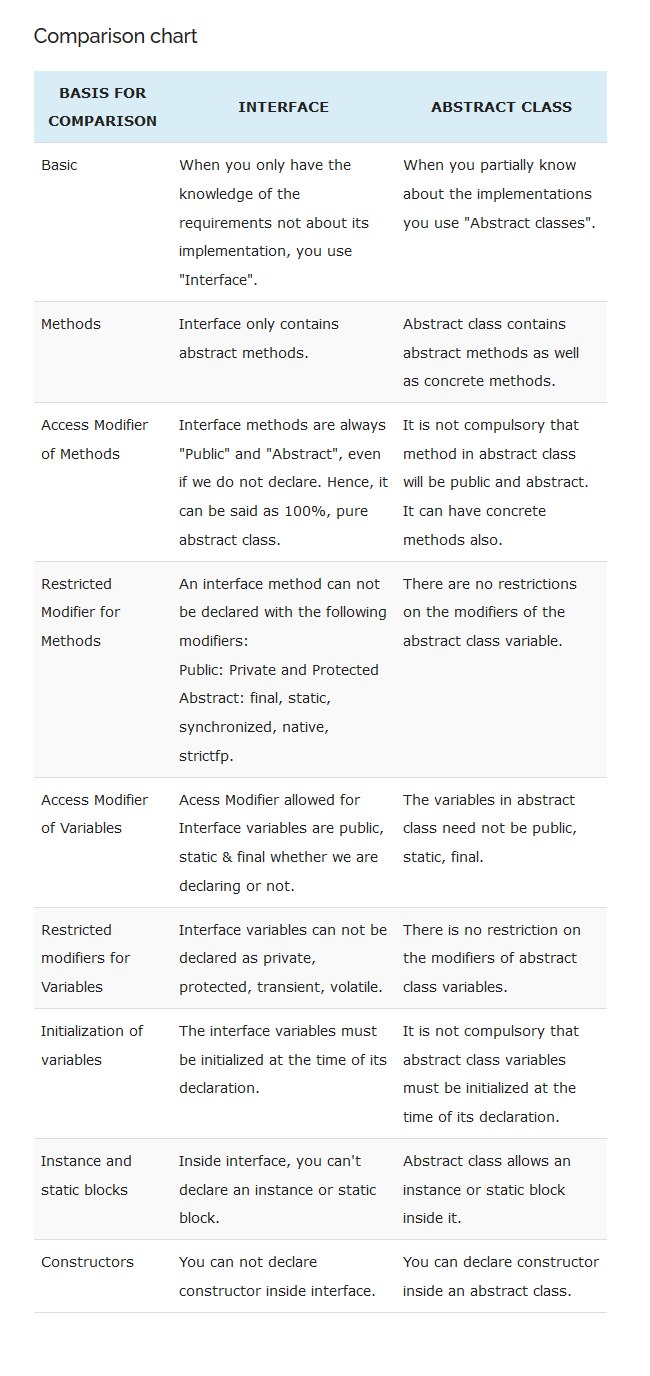 Comparison chart
BASIS FOR
COMPARISON
INTERFACE
ABSTRACT CLASS
Basic
When you only have the
knowledge of the
requirements not about its
implementation, you use
"Interface".
When you partially know
about the implementations
you use "Abstract classes".
Methods
Interface only contains
abstract methods.
Abstract class contains
abstract methods as well
as concrete methods.
Access Modifier
of Methods
Interface methods are always
"Public" and "Abstract", even
if we do not declare. Hence, it
can be said as 100%, pure
abstract class.
It is not compulsory that
method in abstract class
will be public and abstract.
It can have concrete
methods also.
Restricted
Modifier for
Methods
An interface method can not
be declared with the following
modifiers:
Public: Private and Protected
Abstract: final, static,
synchronized, native,
strictfp.
There are no restrictions
on the modifiers of the
abstract class variable.
Access Modifier
of Variables
Acess Modifier allowed for
Interface variables are public,
static & final whether we are
declaring or not.
The variables in abstract
class need not be public,
static, final.
Restricted
modifiers for
Variables
Interface variables can not be
declared as private,
protected, transient, volatile.
There is no restriction on
the modifiers of abstract
class variables.
Initialization of
variables
The interface variables must
be initialized at the time of its
declaration.
It is not compulsory that
abstract class variables
must be initialized at the
time of its declaration.
Instance and
static blocks
Inside interface, you can't
declare an instance or static
block.
Abstract class allows an
instance or static block
inside it.
Constructors
You can not declare
constructor inside interface.
You can declare constructor
inside an abstract class.